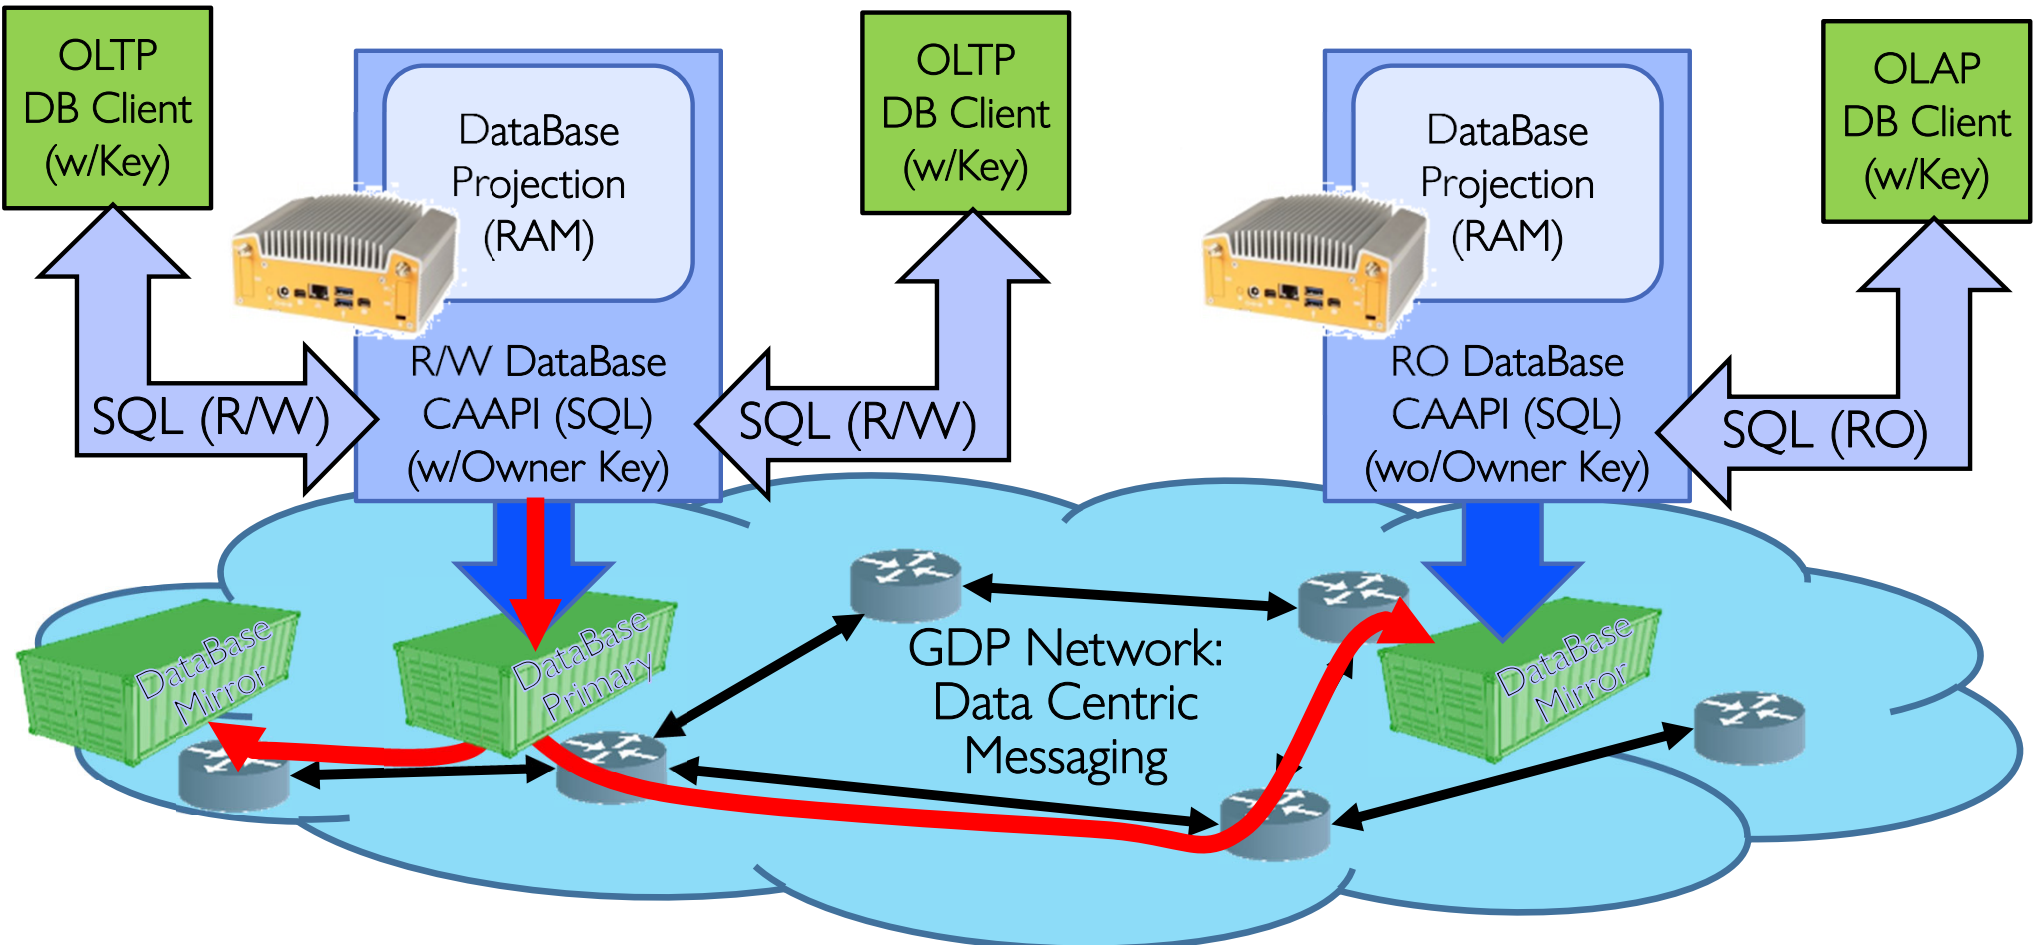 OLTP
DB Client
(w/Key)
DataBase
Projection
(RAM)
R/W DataBase
CAAPI (SQL)
(w/Owner Key)
SQL (R/W)
OLTP
DB Client
(w/Key)
SQL (R/W)
DataBase
Projection
(RAM)
RO DataBase
CAAPI (SQL)
(wo/Owner Key)
OLAP
DB Client
(w/Key)
SQL (RO)
DataBase
Mirror
DataBase
Primary
GDP Network:
Data Centric
Messaging
DataBase
Mirror